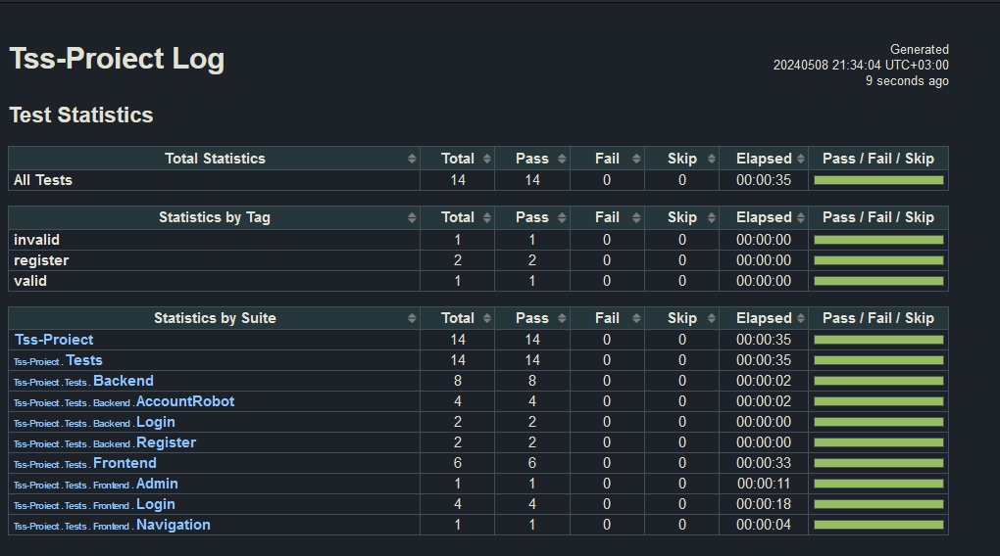 Tss-Proiect Log
Generated
20240508 21:34:04 UTC+03:00
9 seconds ago
Test Statistics
Total Statistics Total Pass Fail Skip Elapsed Pass / Fail / Skip
All Tests 14 14 0 0 00:00:35
Statistics by Tag Total Pass Fail Skip Elapsed Pass / Fail / Skip
invalid 1 1 0 0 00:00:00
register 2 2 0 0 00:00:00
valid 1 1 0 0 00:00:00
Statistics by Suite Total Pass Fail Skip Elapsed Pass / Fail / Skip
Tss-Proiect 14 14 0 0 00:00:35
Tss-Proiect . Tests 14 14 0 0 00:00:35
Tss-Proiect . Tests . Backend 8 8 0 0 00:00:02
Tss-Proiect . Tests . Backend . AccountRobot 4 4 0 0 00:00:02
Tss-Proiect . Tests . Backend . Login 2 2 0 0 00:00:00
Tss-Proiect . Tests . Backend . Register 2 2 0 0 00:00:00
Tss-Proiect . Tests . Frontend 6 6 0 0 00:00:33
Tss-Proiect . Tests . Frontend . Admin 1 1 0 0 00:00:11
Tss-Proiect . Tests . Frontend . Login 4 4 0 0 00:00:18
Tss-Proiect . Tests . Frontend . Navigation 1 1 0 0 00:00:04